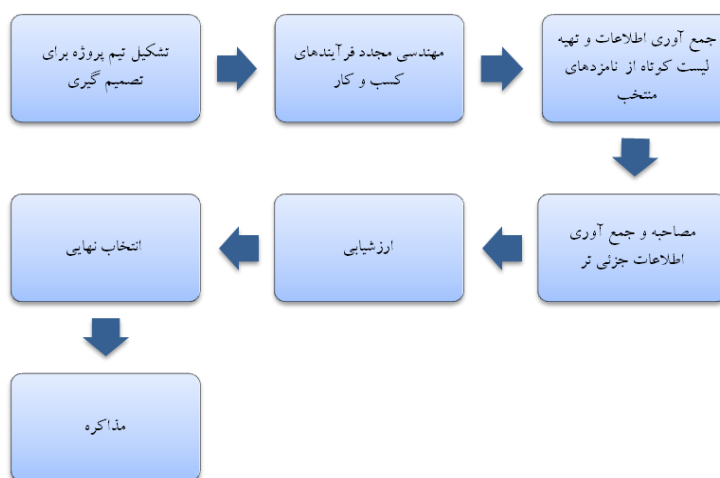 تشکیل تیم پروژه برای
تصمیم گیری
مهندسی مجدد فرآیندهای
کسب و کار
جمع آوری اطلاعات و تهیه
لیست کوتاه از نامزدهای
منتخب
مصاحبه و جمع آوری
اطلاعات جزئی تر
ارزشیابی
انتخاب نهایی
مذاکره